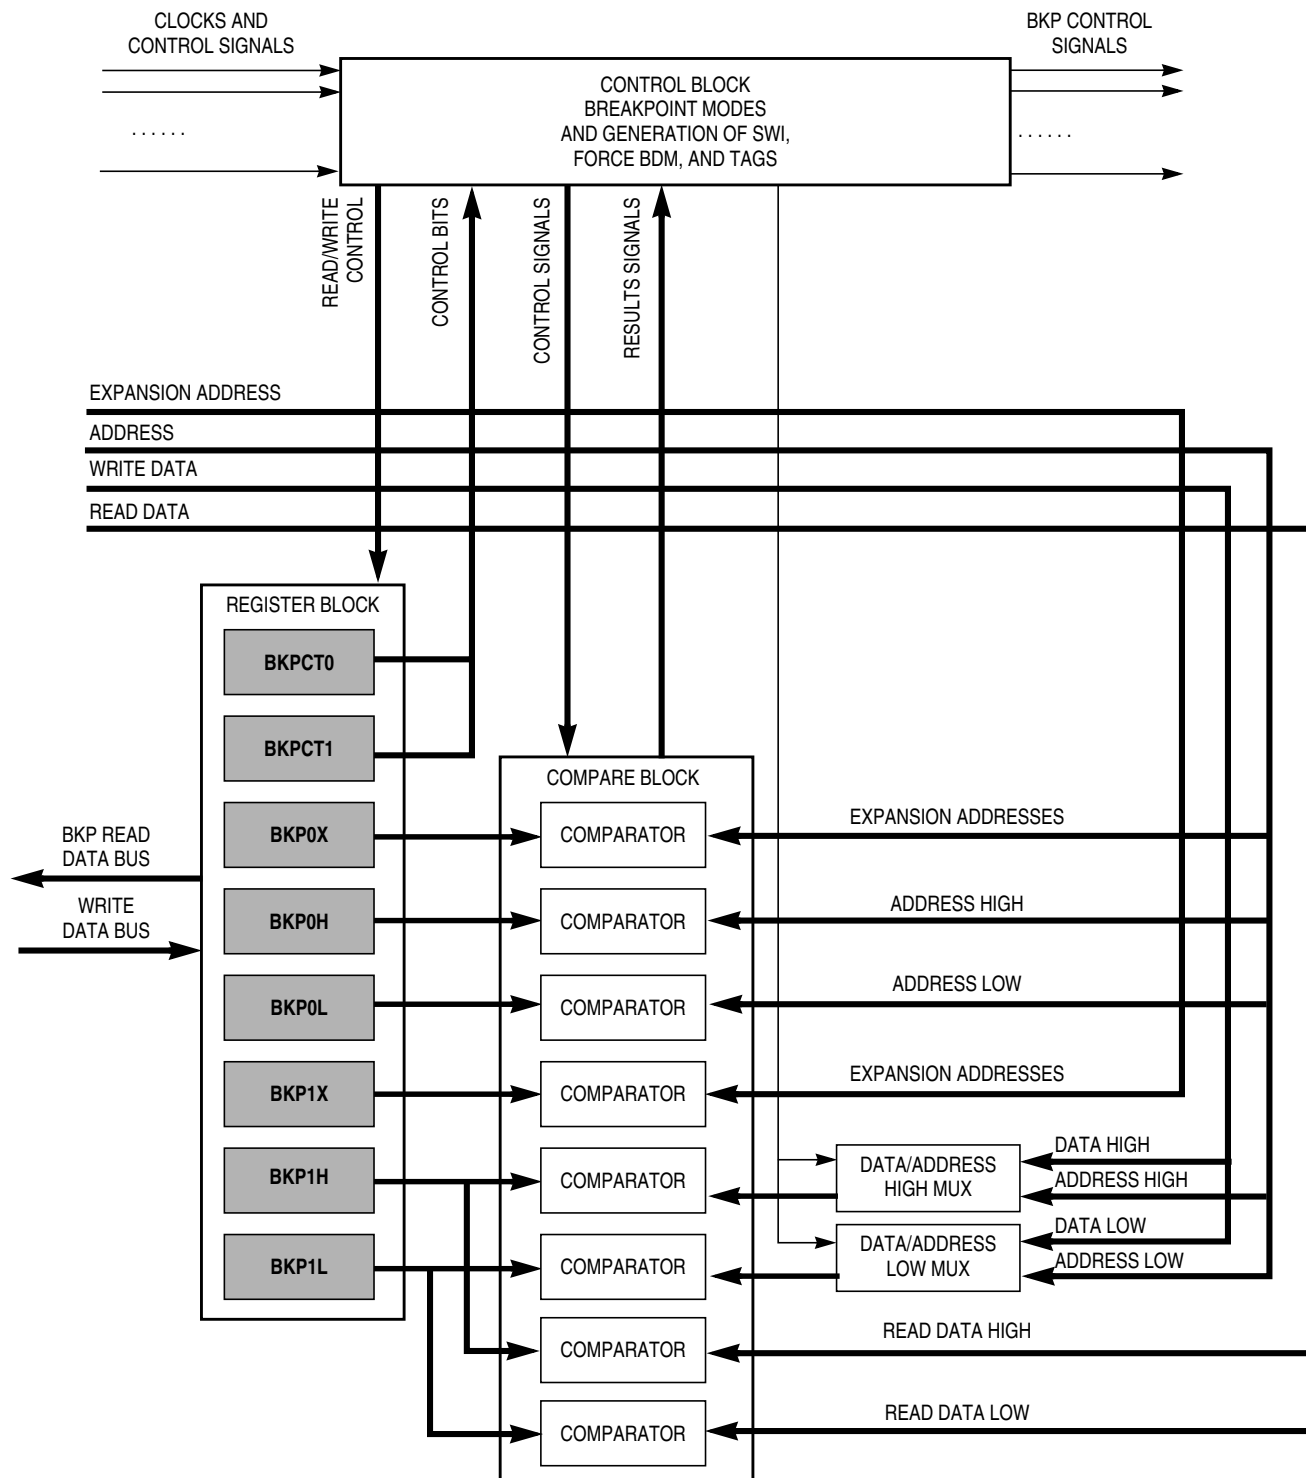 CLOCKS AND
CONTROL SIGNALS
BKP CONTROL
SIGNALS
. . . . . .
CONTROL BLOCK
BREAKPOINT MODES
AND GENERATION OF SWI,
FORCE BDM, AND TAGS
. . . . . .
READ/WRITE
CONTROL
CONTROL BITS
CONTROL SIGNALS
RESULTS SIGNALS
EXPANSION ADDRESS
ADDRESS
WRITE DATA
READ DATA
REGISTER BLOCK
BKPCT0
BKPCT1
COMPARE BLOCK
BKP READ
DATA BUS
BKP0X
COMPARATOR
EXPANSION ADDRESSES
WRITE
DATA BUS
BKP0H
COMPARATOR
ADDRESS HIGH
BKP0L
COMPARATOR
ADDRESS LOW
BKP1X
COMPARATOR
EXPANSION ADDRESSES
BKP1H
COMPARATOR
DATA/ADDRESS
HIGH MUX
DATA HIGH
ADDRESS HIGH
BKP1L
COMPARATOR
DATA/ADDRESS
LOW MUX
DATA LOW
ADDRESS LOW
COMPARATOR
READ DATA HIGH
COMPARATOR
READ DATA LOW